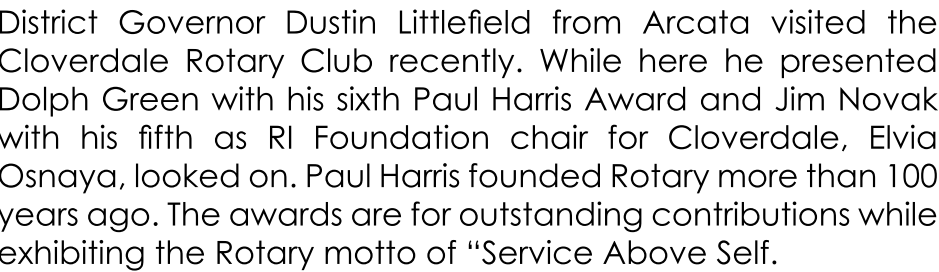 District Governor Dustin Littlefield from Arcata visited the
Cloverdale Rotary Club recently. While here he presented
Dolph Green with his sixth Paul Harris Award and Jim Novak
with his fifth as RI Foundation chair for Cloverdale, Elvia
Osnaya, looked on. Paul Harris founded Rotary more than 100
years ago. The awards are for outstanding contributions while
exhibiting the Rotary motto of “Service Above Self.